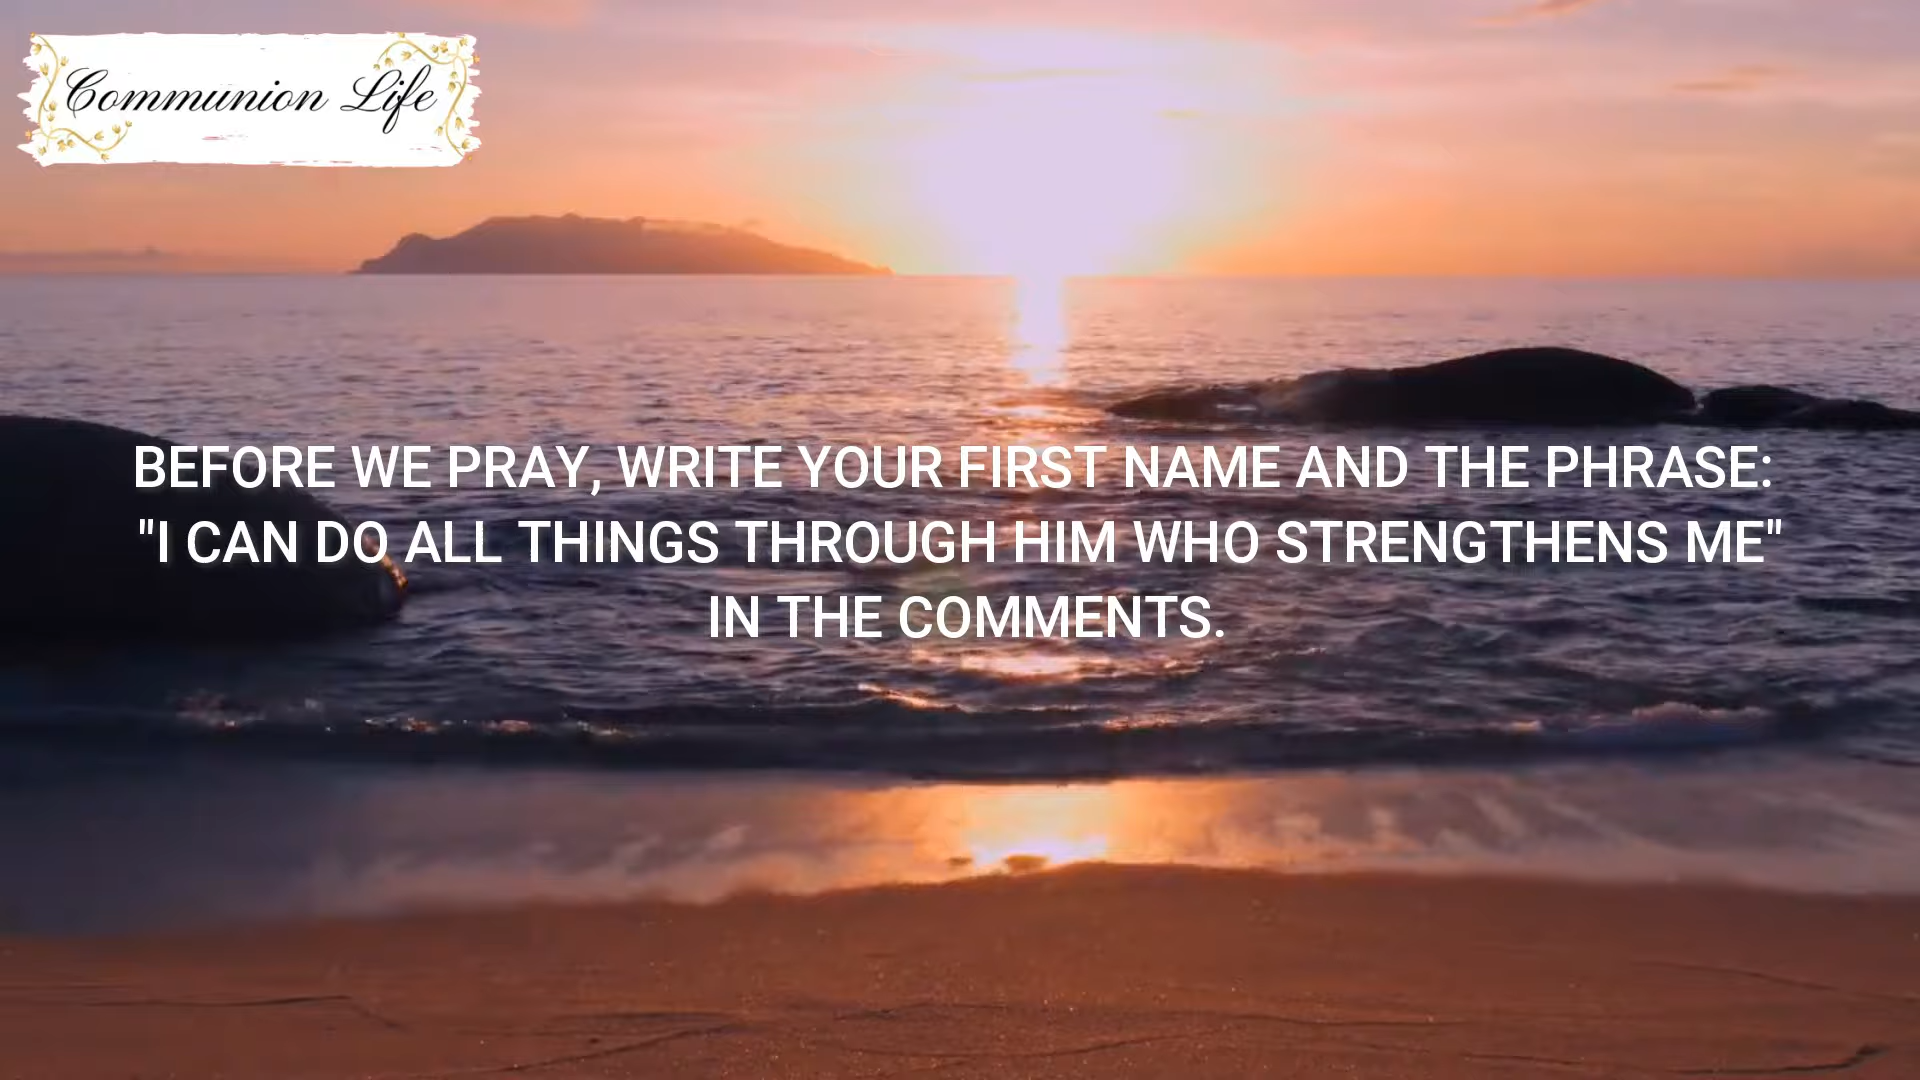 Communion Life
BEFORE WE PRAY, WRITE YOUR FIRST NAME AND THE PHRASE:
"I CAN DO ALL THINGS THROUGH HIM WHO STRENGTHENS ME"
IN THE COMMENTS.